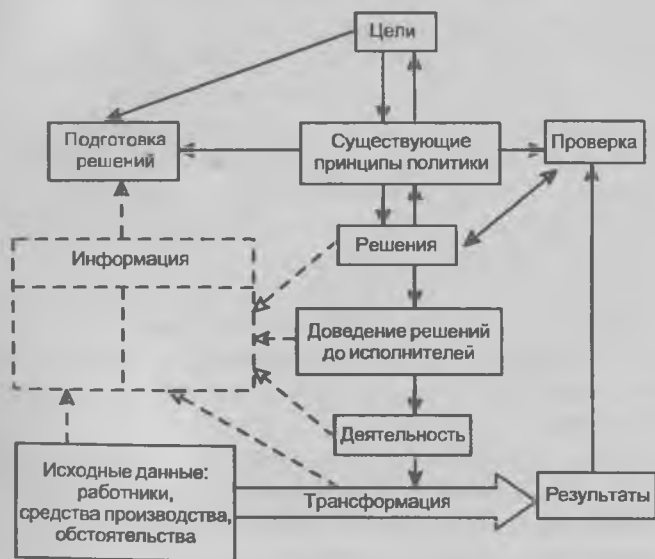 Цели
Подготовка
решений
Существующие
принципы политики
Проверка
Информация
Решения
Доведение решений
до исполнителей
Деятельность
Исходные данные:
работники,
средства производства,
обстоятельства
Трансформация
Результаты